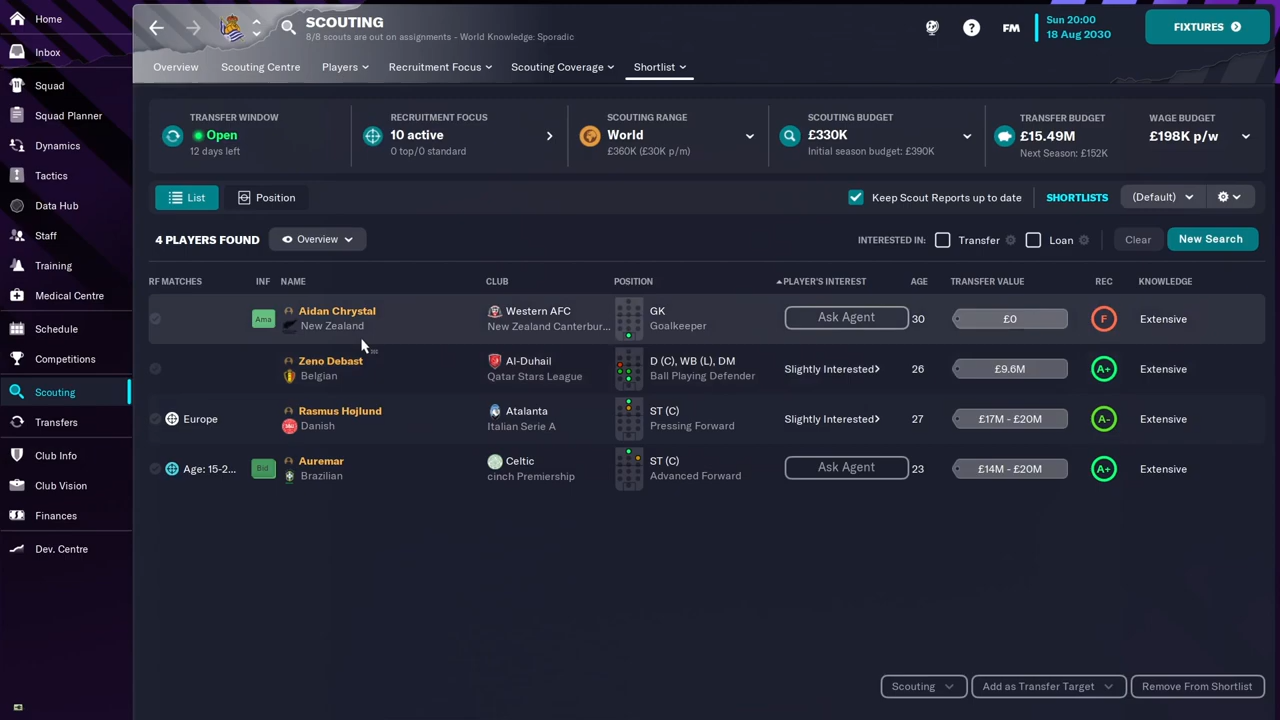 Home
Inbox
Squad
Squad Planner
Dynamics
Tactics
Data Hub
Staff
Training
Medical Centre
Schedule
Competitions
Scouting
Transfers
Club Info
Club Vision
Finances
Dev. Centre
SCOUTING
8/8 scouts are out on assignments - World Knowledge: Sporadic
FM
Sun 20:00
18 Aug 2030
FIXTURES
Overview Scouting Centre Players Recruitment Focus Scouting Coverage Shortlist
TRANSFER WINDOW
Open
12 days left
RECRUITMENT FOCUS
10 active
0 top/0 standard
SCOUTING RANGE
World
£360K (£30K p/m)
SCOUTING BUDGET
£330K
Initial season budget: £390K
TRANSFER BUDGET
£15.49M
Next Season: £152K
WAGE BUDGET
£198K p/w
List Position Keep Scout Reports up to date SHORTLISTS (Default)
4 PLAYERS FOUND Overview INTERESTED IN: Transfer Loan Clear New Search
RF MATCHES INF NAME CLUB POSITION PLAYER'S INTEREST AGE TRANSFER VALUE REC KNOWLEDGE
Ama Aidan Chrystal Western AFC GK Ask Agent 30 £0 F Extensive
New Zealand New Zealand Canterbur... Goalkeeper
Zeno Debast Al-Duhail D (C), WB (L), DM Slightly Interested 26 £9.6M A+ Extensive
Belgian Qatar Stars League Ball Playing Defender
Europe Rasmus Højlund Atalanta ST (C) Slightly Interested 27 £17M - £20M A- Extensive
Danish Italian Serie A Pressing Forward
Age: 15-2... Bid Auremar Celtic ST (C) Ask Agent 23 £14M - £20M A+ Extensive
Brazilian cinch Premiership Advanced Forward
Scouting Add as Transfer Target Remove From Shortlist